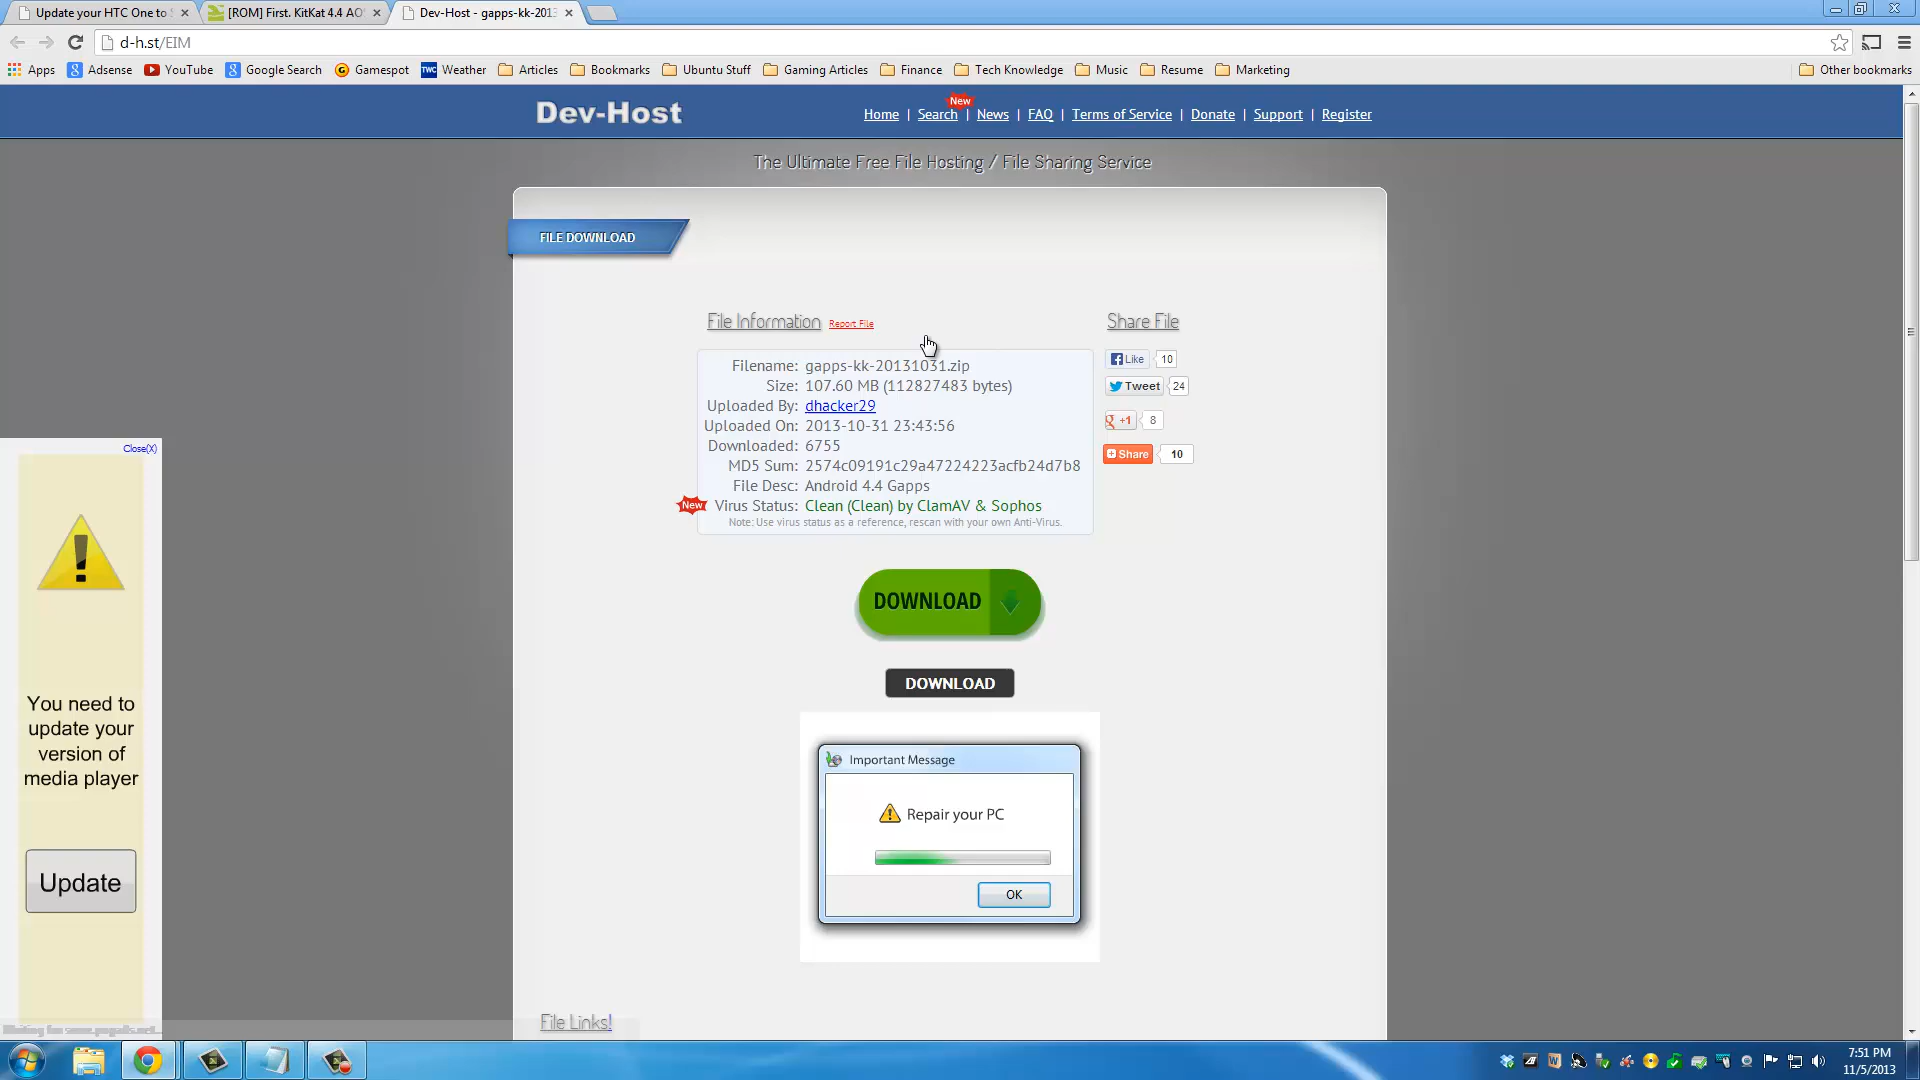 Update your HTC One to
[ROM] First. KitKat 4.4 AO
Dev-Host - gapps-kk-2013
d-h.st/EIM
Apps
Adsense
YouTube
Google Search
Gamespot
TWC Weather
Articles
Bookmarks
Ubuntu Stuff
Gaming Articles
Finance
Tech Knowledge
Music
Resume
Marketing
Other bookmarks
Dev-Host
New
Home | Search | News | FAQ | Terms of Service | Donate | Support | Register
The Ultimate Free File Hosting / File Sharing Service
FILE DOWNLOAD
File Information Report File
Filename: gapps-kk-20131031.zip
Size: 107.60 MB (112827483 bytes)
Uploaded By: dhacker29
Uploaded On: 2013-10-31 23:43:56
Downloaded: 6755
MD5 Sum: 2574c09191c29a47224223acfb24d7b8
File Desc: Android 4.4 Gapps
New Virus Status: Clean (Clean) by ClamAV & Sophos
Note: Use virus status as a reference, rescan with your own Anti-Virus.
Share File
Like 10
Tweet 24
+1 8
Share 10
DOWNLOAD
DOWNLOAD
Important Message
Repair your PC
OK
File Links!
Close(X)
You need to
update your
version of
media player
Update
7:51 PM
11/5/2013